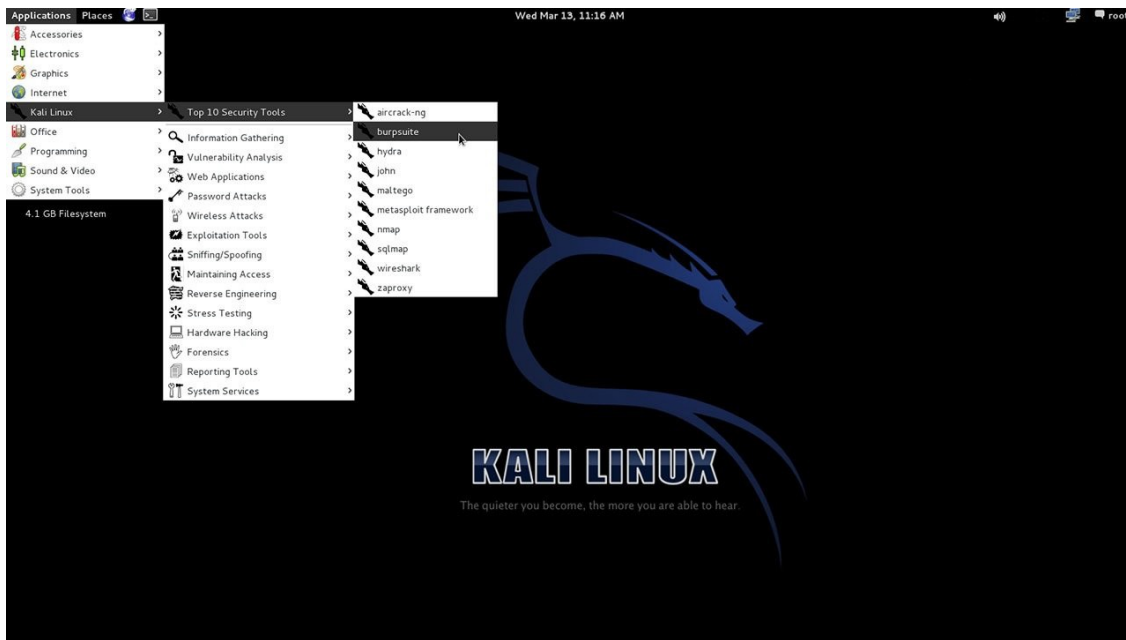 Applications Places
Wed Mar 13, 11:16 AM
root
Accessories
Electronics
Graphics
Internet
Kali Linux
Office
Programming
Sound & Video
System Tools
4.1 GB Filesystem
Top 10 Security Tools
Information Gathering
Vulnerability Analysis
Web Applications
Password Attacks
Wireless Attacks
Exploitation Tools
Sniffing/Spoofing
Maintaining Access
Reverse Engineering
Stress Testing
Hardware Hacking
Forensics
Reporting Tools
System Services
aircrack-ng
burpsuite
hydra
john
maltego
metasploit framework
nmap
sqlmap
wireshark
zaproxy
KALI LINUX
The quieter you become, the more you are able to hear.